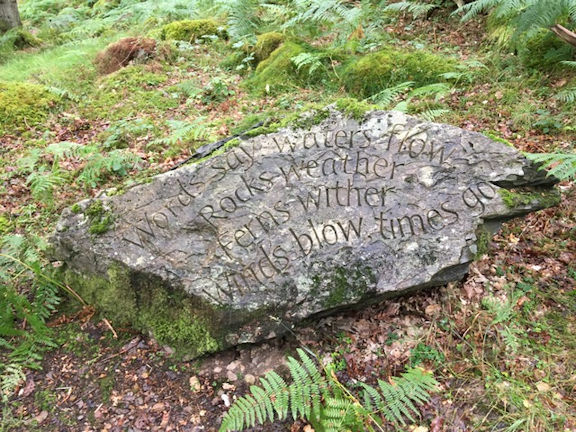 Words say, waters flow,
Rocks weather
ferns wither
winds blow, times go